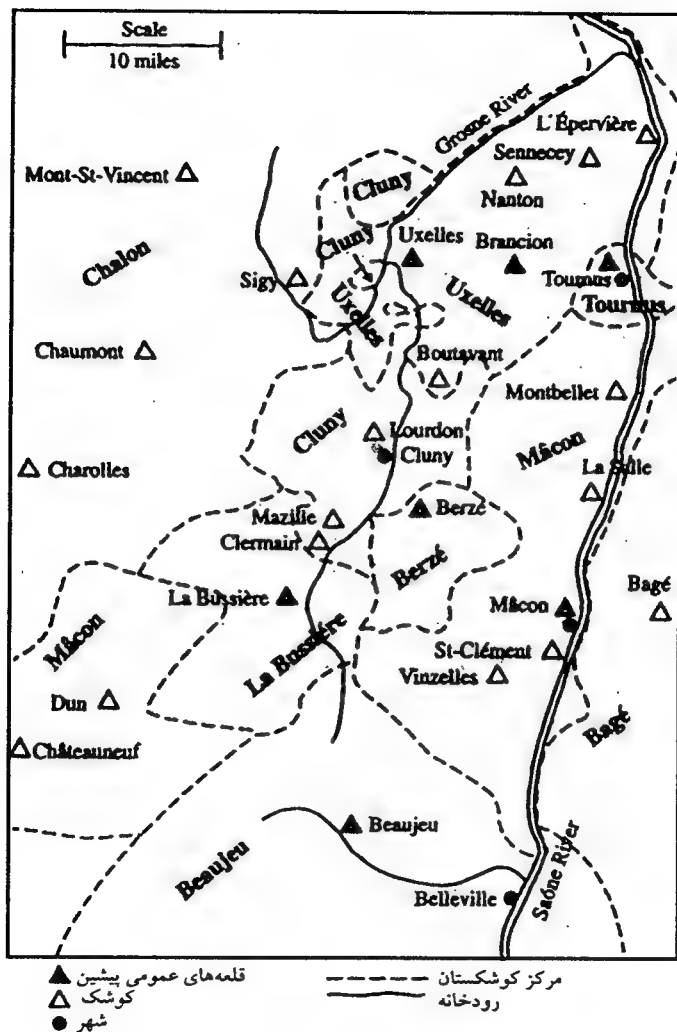 Scale
10 miles
Grosne River
L'Épervière
Sennecey
Mont-St-Vincent
Nanton
Cluny
Cluny
Uxelles
Brancion
Chalon
Sigy
Uxelles
Uxelles
Tournus
Tournus
Chaumont
Boutavant
Montbellet
Cluny
Lourdon
Cluny
Mâcon
Charolles
La Salle
Mazille
Berzé
Clermain
Berzé
La Bussière
Mâcon
Bagé
Mâcon
La Bussiére
St-Clément
Vinzelles
Dun
Bagé
Châteauneuf
Beaujeu
Beaujeu
Belleville
Saône River
قلعه‌های عمومی پیشین
کوشک
شهر
مرکز کوشکستان
رودخانه